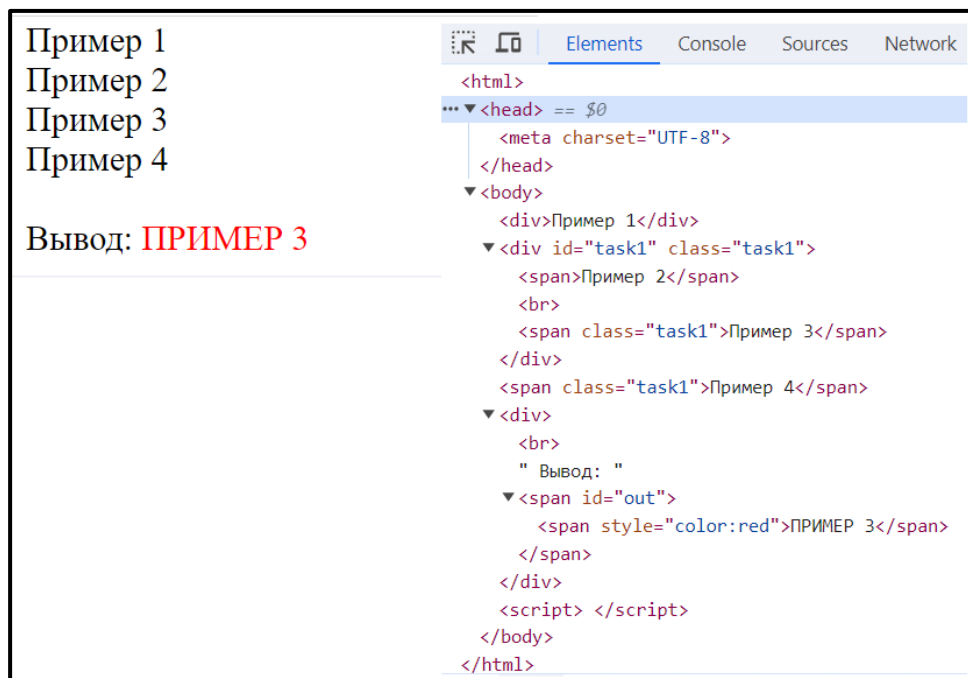 Пример 1
Пример 2
Пример 3
Пример 4
Вывод: ПРИМЕР 3
Elements Console Sources Network
<html>
••• ▼<head> == $0
<meta charset="UTF-8">
</head>
▼<body>
<div>Пример 1</div>
▼<div id="task1" class="task1">
<span>Пример 2</span>
<br>
<span class="task1">Пример 3</span>
</div>
<span class="task1">Пример 4</span>
▼<div>
<br>
" Вывод: "
▼<span id="out">
<span style="color:red">ПРИМЕР 3</span>
</span>
</div>
<script> </script>
</body>
</html>